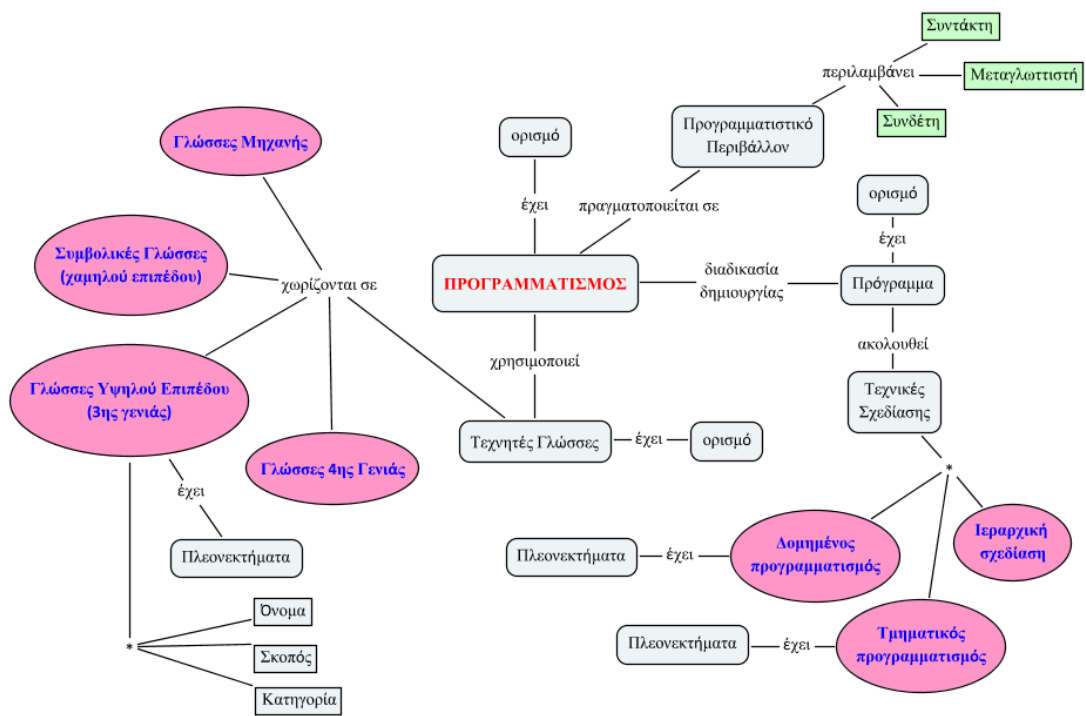 Συντάκτη
περιλαμβάνει
Μεταγλωττιστή
Συνδέτη
Προγραμματιστικό
Περιβάλλον
ορισμό
Γλώσσες Μηχανής
έχει
πραγματοποιείται σε
ορισμό
έχει
Συμβολικές Γλώσσες
(χαμηλού επιπέδου)
χωρίζονται σε
ΠΡΟΓΡΑΜΜΑΤΙΣΜΟΣ
διαδικασία
δημιουργίας
Πρόγραμμα
χρησιμοποιεί
ακολουθεί
Γλώσσες Υψηλού Επιπέδου
(3ης γενιάς)
Τεχνικές
Σχεδίασης
Τεχνητές Γλώσσες
έχει
ορισμό
Γλώσσες 4ης Γενιάς
*
έχει
Πλεονεκτήματα
Ιεραρχική
σχεδίαση
Πλεονεκτήματα
έχει
Δομημένος
προγραμματισμός
Όνομα
*
Σκοπός
Κατηγορία
Πλεονεκτήματα
έχει
Τμηματικός
προγραμματισμός